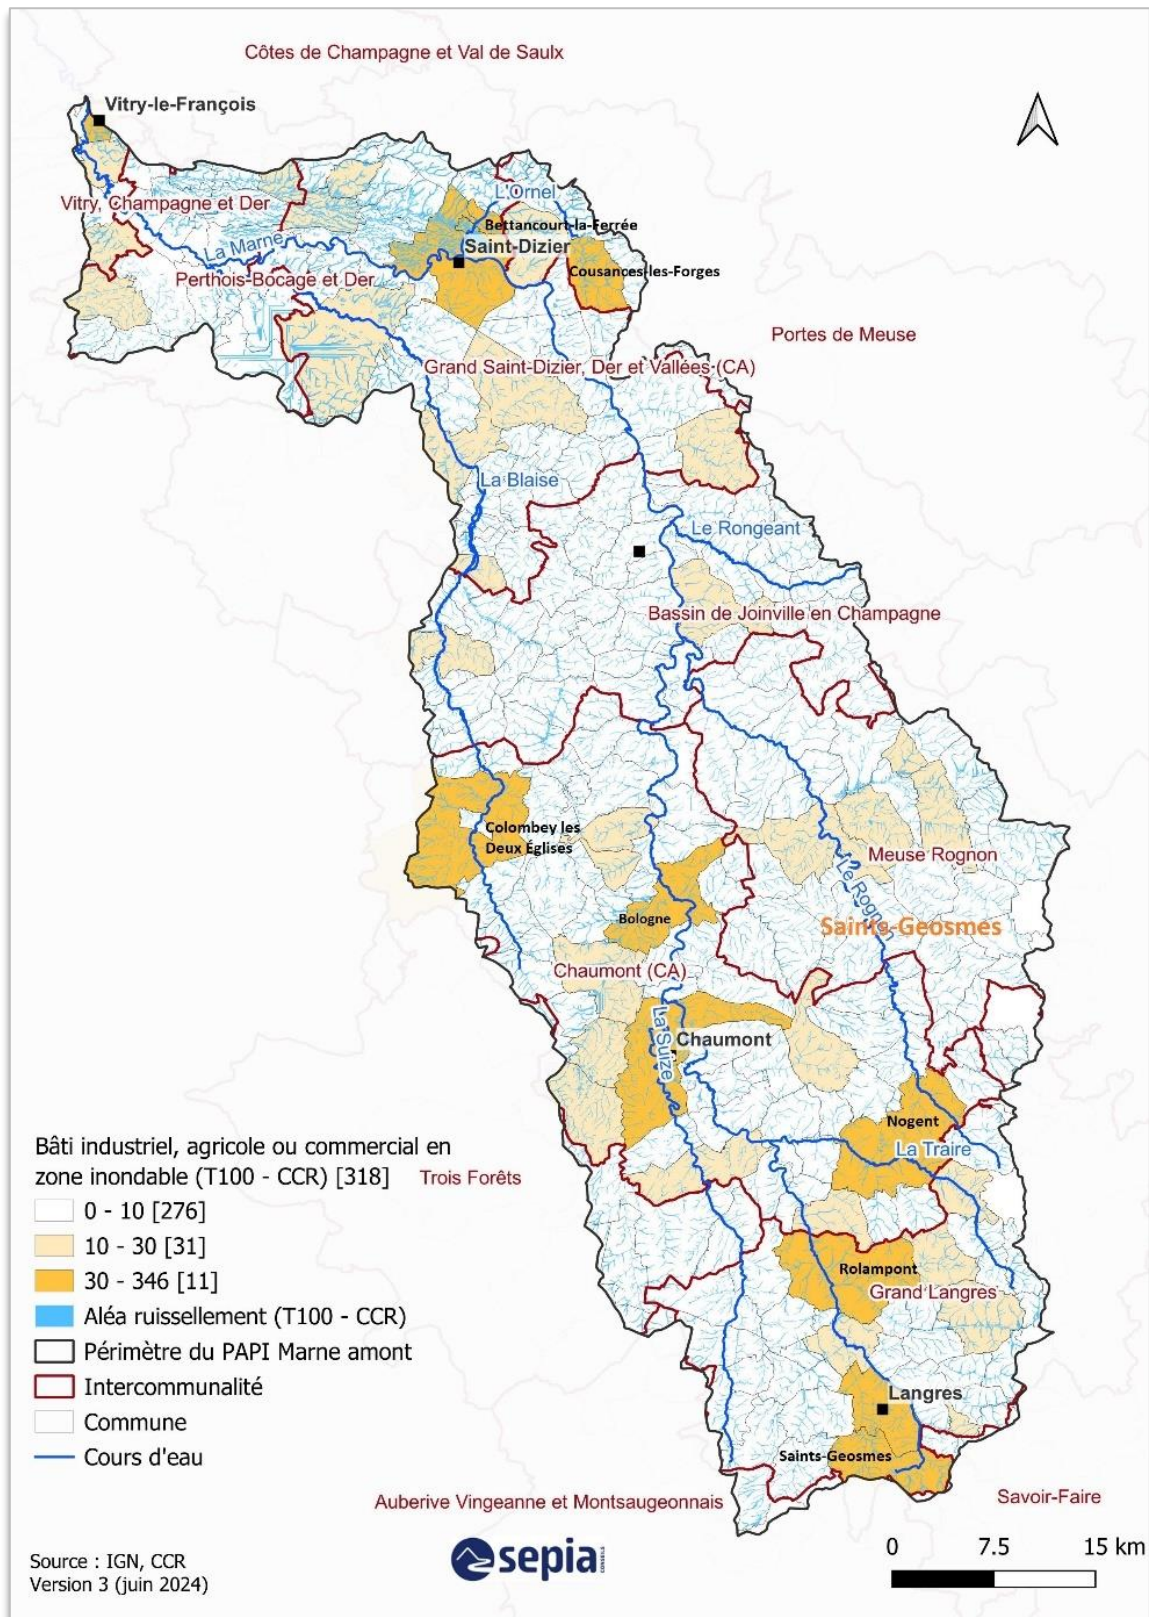 Côtes de Champagne et Val de Saulx
Vitry-le-François
L'Ornel
Vitry, Champagne et Der
Bettancourt-la-Ferrée
La Marne
Saint-Dizier
Cousances-les-Forges
Perthois-Bocage et Der
Portes de Meuse
Grand Saint-Dizier, Der et Vallées (CA)
La Blaise
Le Rongeant
Bassin de Joinville en Champagne
Colombey les
Deux Églises
Meuse Rognon
Le Rognon
Bologne
Saints-Geosmes
Chaumont (CA)
La Suize
Chaumont
Nogent
La Traire
Bâti industriel, agricole ou commercial en
zone inondable (T100 - CCR) [318]
Trois Forêts
0 - 10 [276]
10 - 30 [31]
30 - 346 [11]
Aléa ruissellement (T100 - CCR)
Périmètre du PAPI Marne amont
Intercommunalité
Commune
Cours d'eau
Rolampont
Grand Langres
Langres
Saints-Geosmes
Auberive Vingeanne et Montsaugeonnais
Savoir-Faire
Source : IGN, CCR
Version 3 (juin 2024)
sepia CONSEILS
0 7.5 15 km